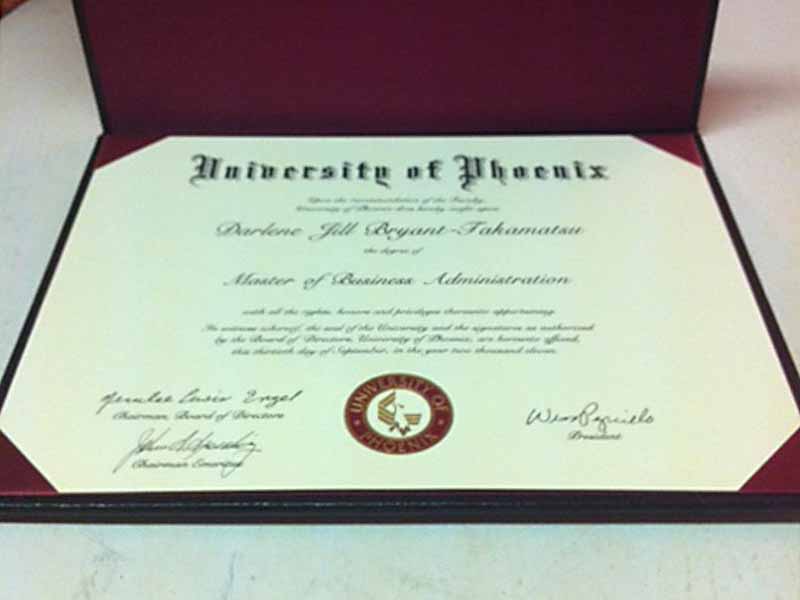 University of Phoenix
Upon the recommendation of the Faculty,
University of Phoenix does hereby confer upon
Darlene Jill Bryant-Takamatsu
the degree of
Master of Business Administration
with all the rights, honors and privileges thereunto appertaining.
In witness whereof, the seal of the University and the signatures as authorized
by the Board of Directors, University of Phoenix, are hereunto affixed,
this thirtieth day of September, in the year two thousand eleven.
Chairman, Board of Directors
Chairman Emeritus
UNIVERSITY OF
PHOENIX
President